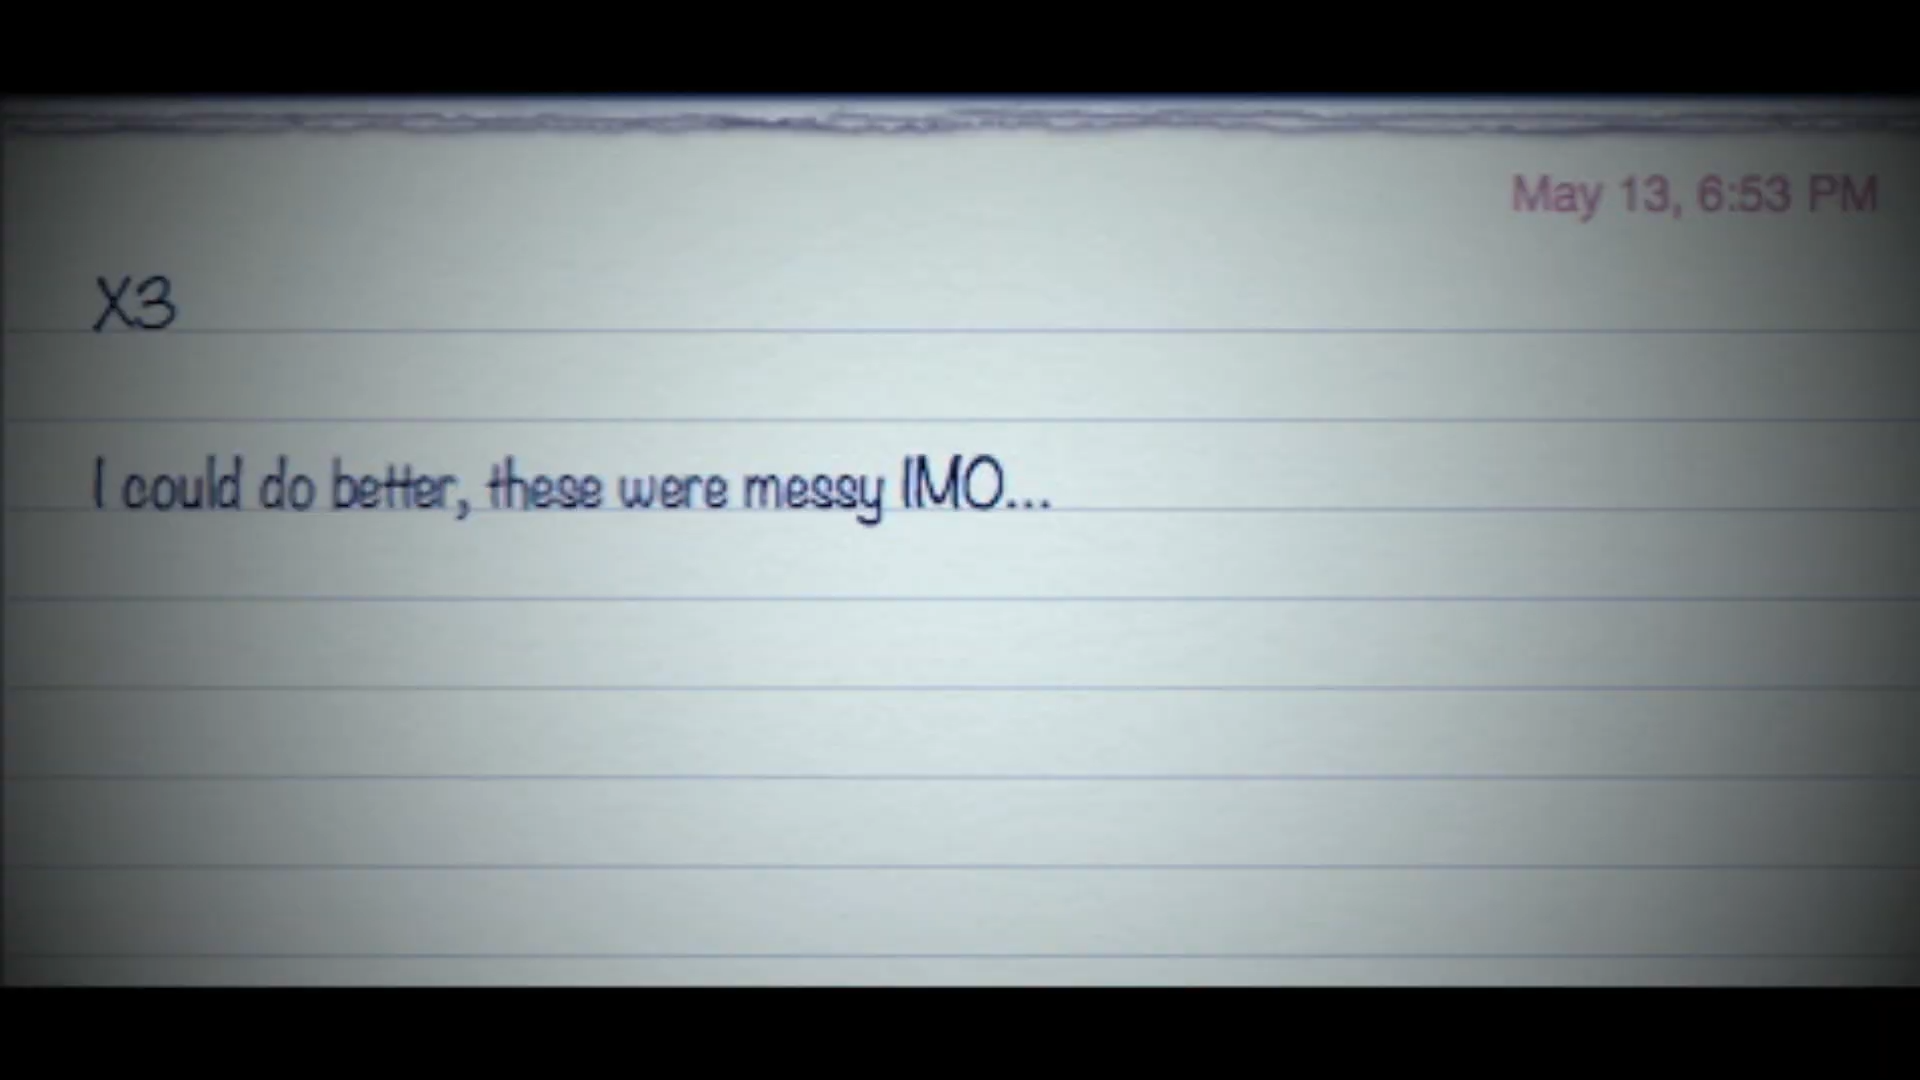 May 13, 6:53 PM
X3
I could do better, these were messy IMO...